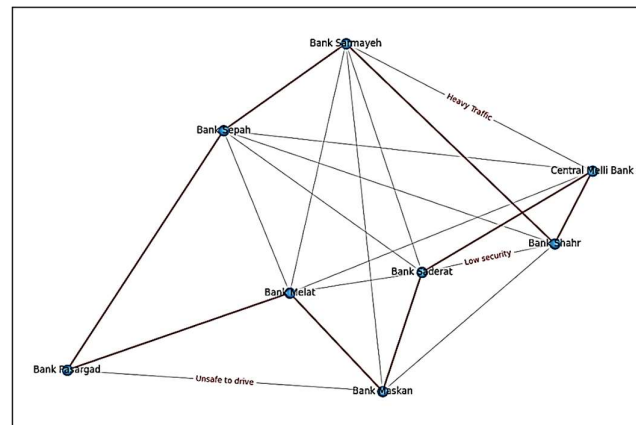 Bank Sarmayeh
Heavy Traffic
Bank Sepah
Central Melli Bank
Bank Shahr
Low security
Bank Saderat
Bank Melat
Bank Pasargad
Unsafe to drive
Bank Maskan